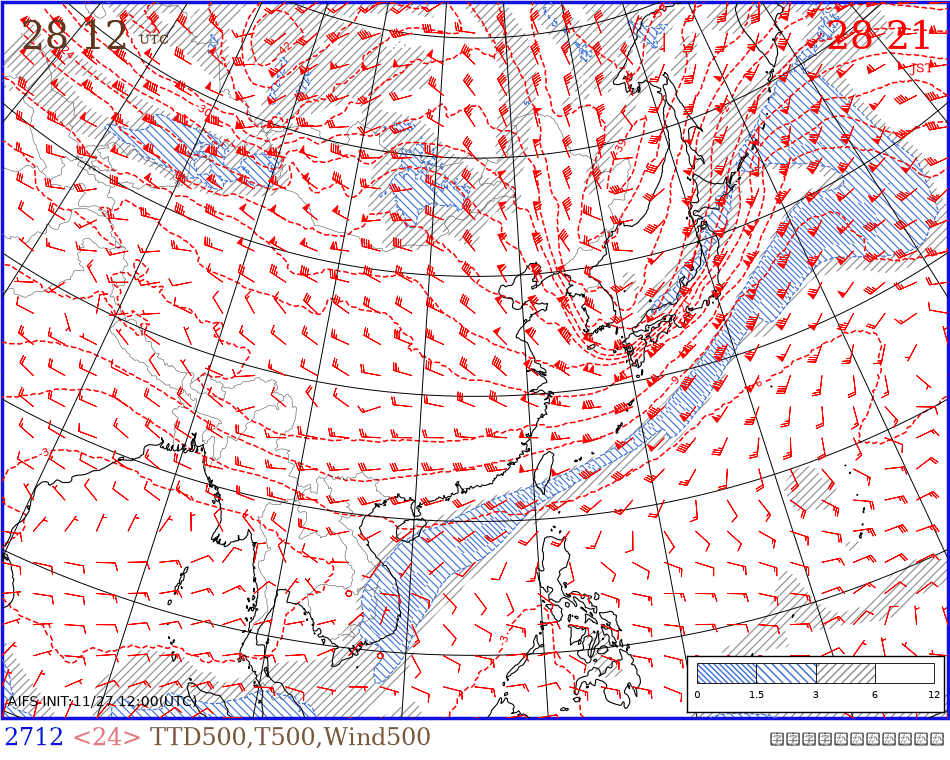 28 12 UTC
28 21 JST
0 1.5 3 6 12
AIFS INIT:11/27 12:00(UTC)
2712 <24> TTD500,T500,Wind500